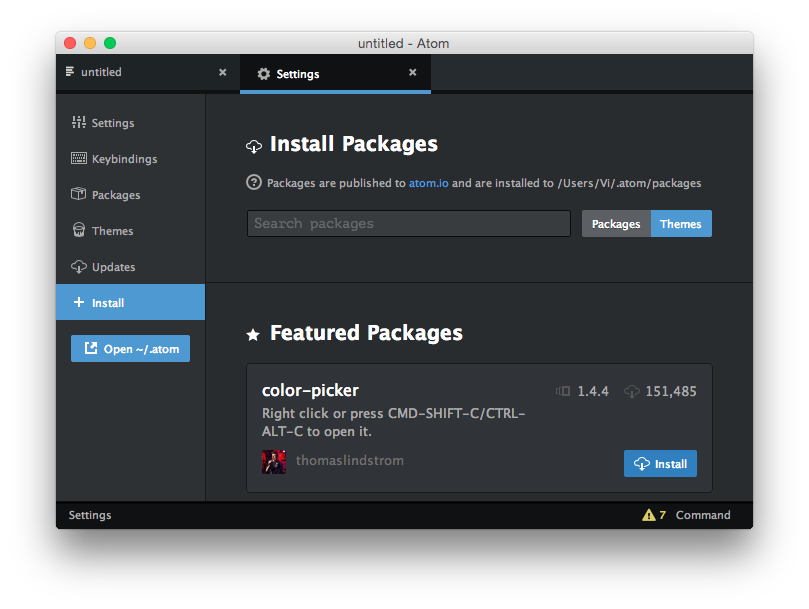 untitled - Atom
untitled
Settings
Settings
Keybindings
Packages
Themes
Updates
Install
Open ~/.atom
Install Packages
? Packages are published to atom.io and are installed to /Users/Vi/.atom/packages
Search packages
Packages Themes
Featured Packages
color-picker 1.4.4 151,485
Right click or press CMD-SHIFT-C/CTRL-
ALT-C to open it.
thomaslindstrom
Install
Settings
7 Command